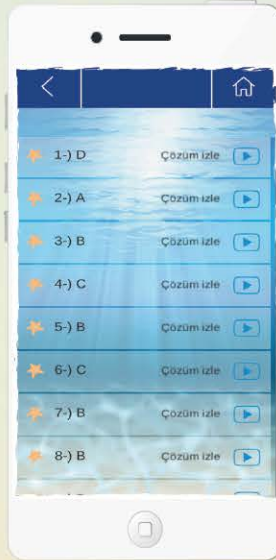 1-) D Çözüm izle
2-) A Çözüm izle
3-) B Çözüm izle
4-) C Çözüm izle
5-) B Çözüm izle
6-) C Çözüm izle
7-) B Çözüm izle
8-) B Çözüm izle